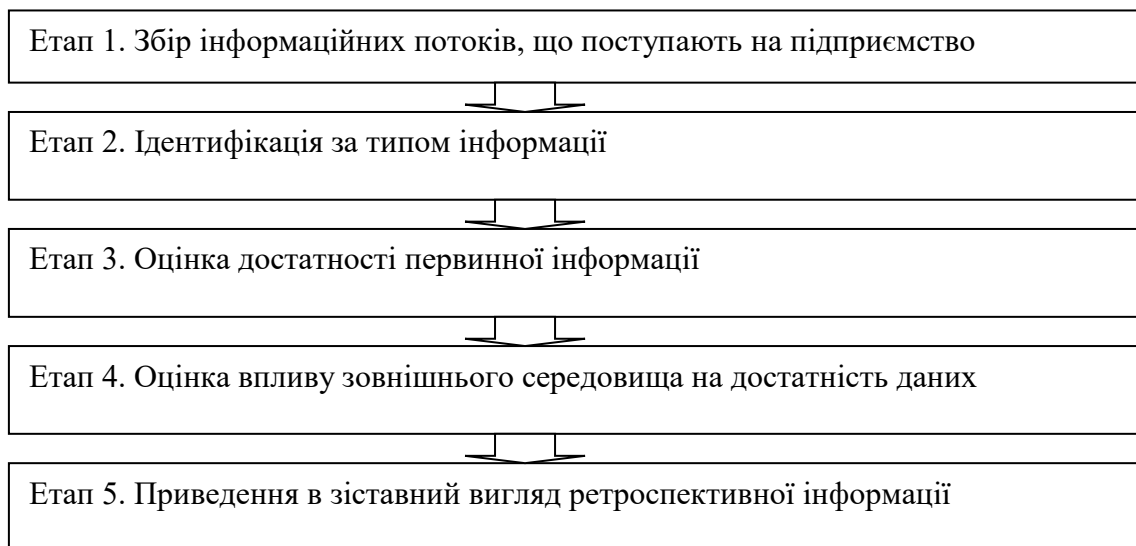 Етап 1. Збір інформаційних потоків, що поступають на підприємство
Етап 2. Ідентифікація за типом інформації
Етап 3. Оцінка достатності первинної інформації
Етап 4. Оцінка впливу зовнішнього середовища на достатність даних
Етап 5. Приведення в зіставний вигляд ретроспективної інформації